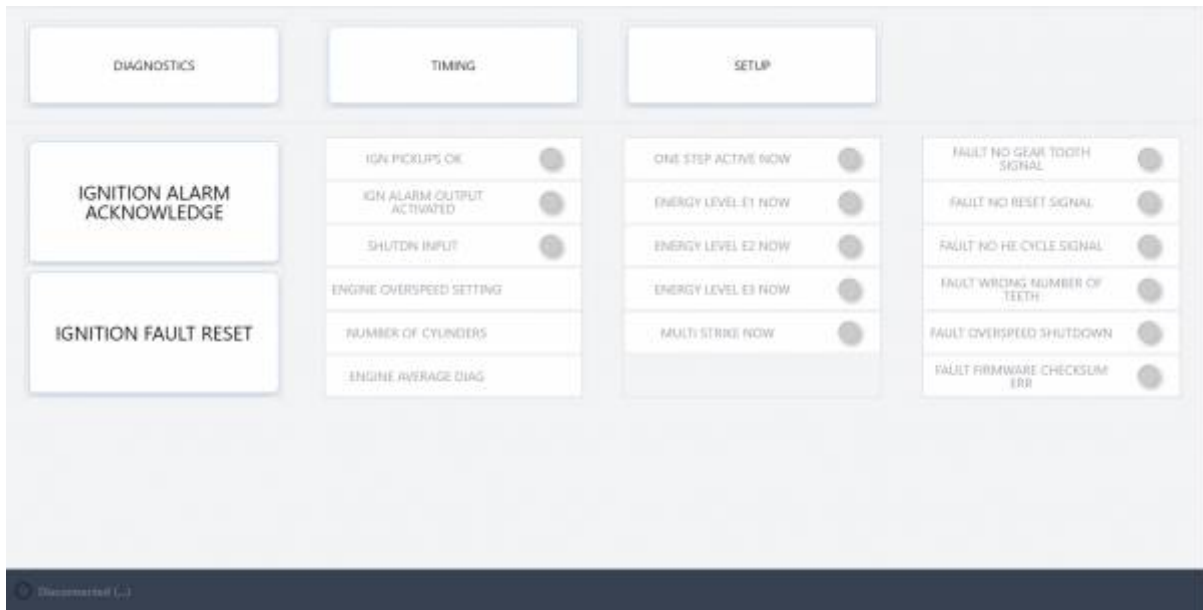 DIAGNOSTICS
TIMING
SETUP
IGNITION ALARM
ACKNOWLEDGE
IGNITION FAULT RESET
IGN PICKUPS OK
IGN ALARM OUTPUT
ACTIVATED
SHUTDN INPUT
ENGINE OVERSPEED SETTING
NUMBER OF CYLINDERS
ENGINE AVERAGE DIAG
ONE STEP ACTIVE NOW
ENERGY LEVEL E1 NOW
ENERGY LEVEL E2 NOW
ENERGY LEVEL E3 NOW
MULTI STRIKE NOW
FAULT NO GEAR TOOTH
SIGNAL
FAULT NO RESET SIGNAL
FAULT NO HE CYCLE SIGNAL
FAULT WRONG NUMBER OF
TEETH
FAULT OVERSPEED SHUTDOWN
FAULT FIRMWARE CHECKSUM
ERR
Disconnected (...)